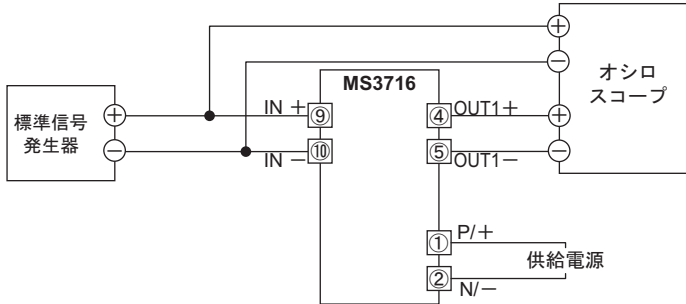 MS3716
標準信号
発生器
+
−
IN +
IN −
⑨
⑩
④
⑤
OUT1+
OUT1−
+
−
+
−
オシロ
スコープ
①
②
P/+
N/−
供給電源